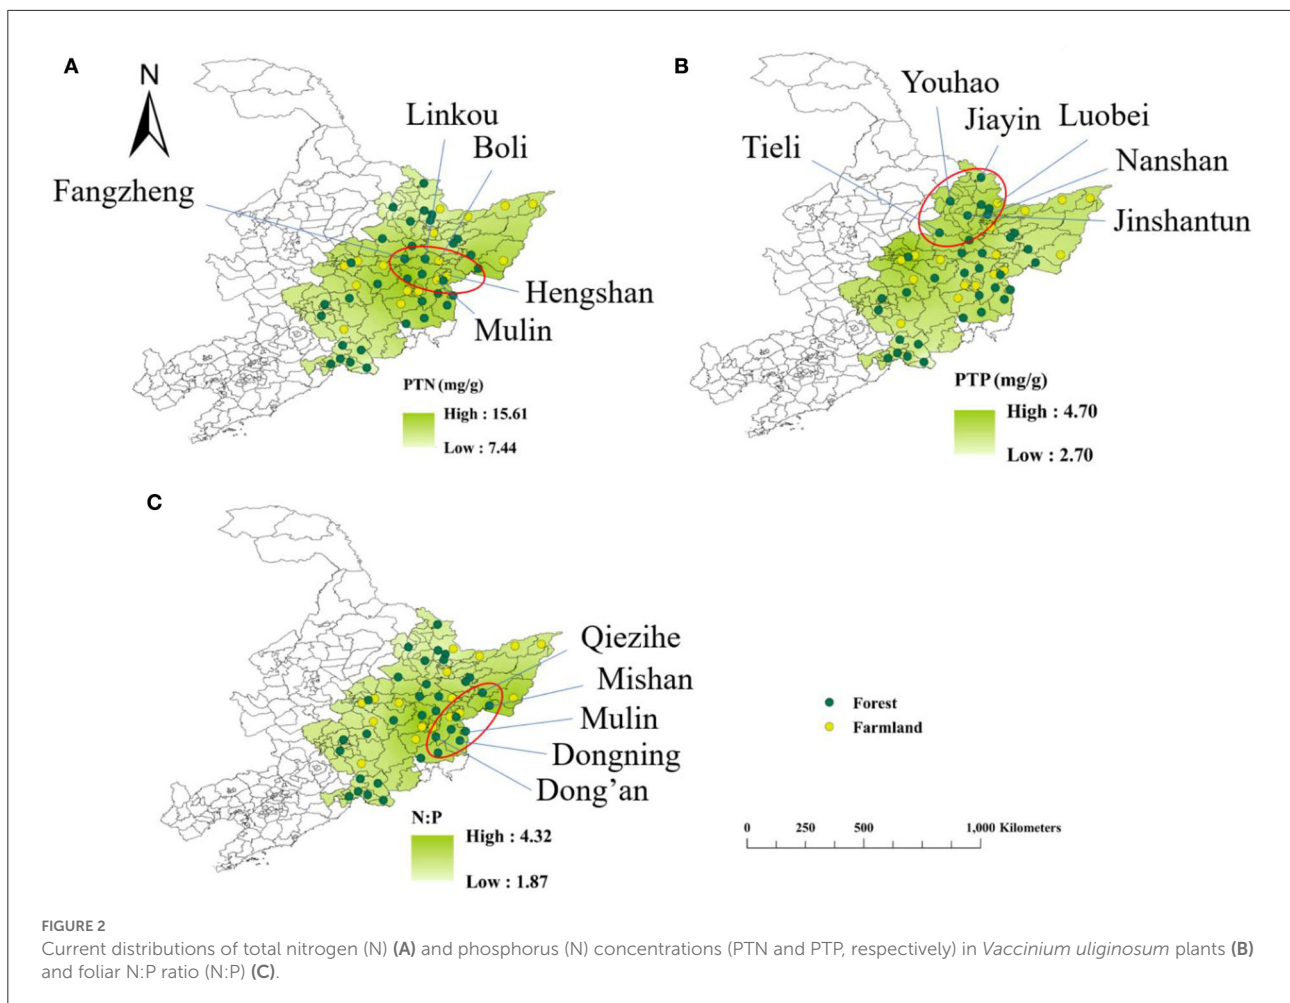 A
N
Linkou
Boli
Fangzheng
Hengshan
Mulin
PTN (mg/g)
High : 15.61
Low : 7.44
B
Youhao
Jiayin
Luobei
Tieli
Nanshan
Jinshantun
PTP (mg/g)
High : 4.70
Low : 2.70
C
Qiezihe
Mishan
Mulin
Dongning
Dong’an
N:P
High : 4.32
Low : 1.87
Forest
Farmland
0 250 500 1,000 Kilometers
FIGURE 2
Current distributions of total nitrogen (N) (A) and phosphorus (N) concentrations (PTN and PTP, respectively) in Vaccinium uliginosum plants (B)
and foliar N:P ratio (N:P) (C).